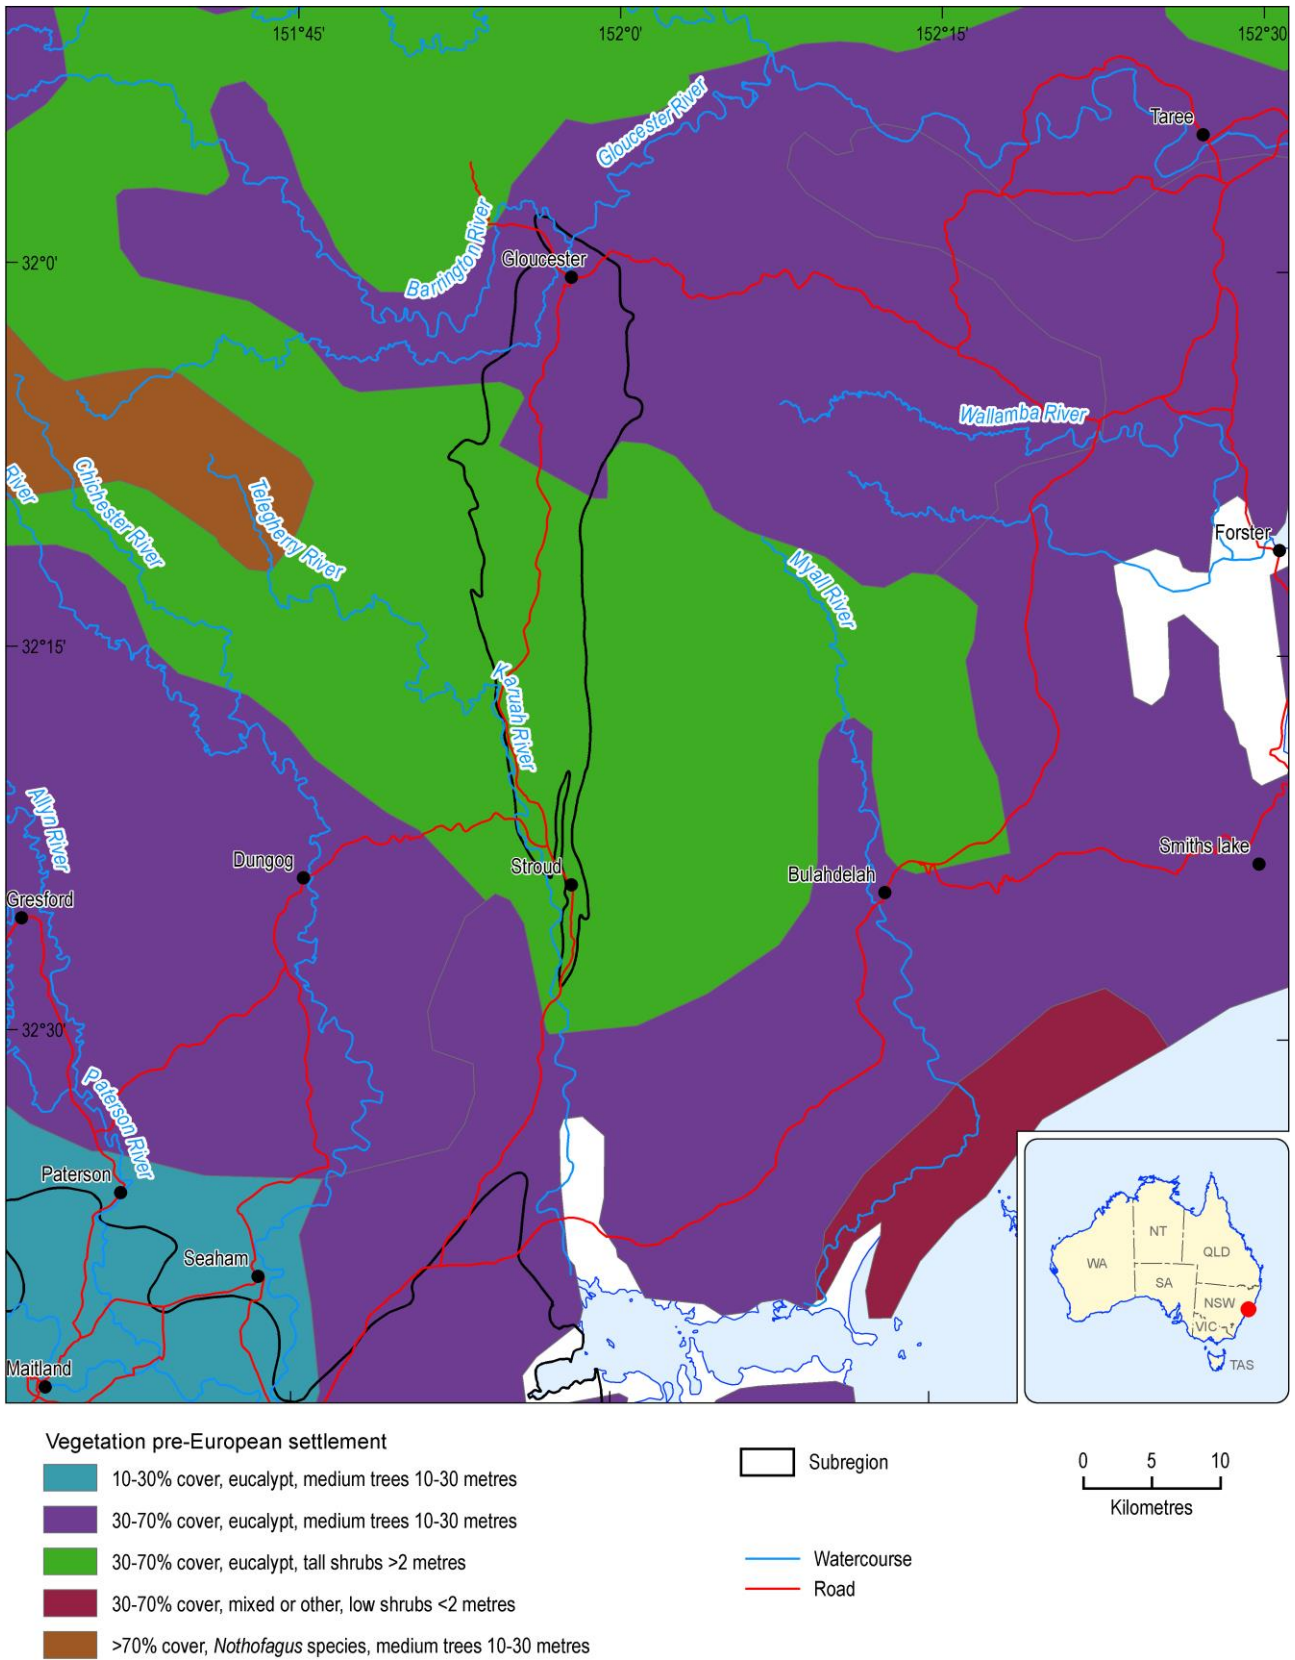 151°45'
152°0'
152°15'
152°30
Taree
Gloucester River
Barrington River
Gloucester
32°0'
Wallamba River
River
Chichester River
Telegherry River
Forster
Myall River
32°15'
Karuah River
Allyn River
Smiths lake
Dungog
Stroud
Bulahdelah
Gresford
32°30'
Paterson River
Paterson
Seaham
Maitland
NT
WA
QLD
SA
NSW
VIC
TAS
Vegetation pre-European settlement
10-30% cover, eucalypt, medium trees 10-30 metres
30-70% cover, eucalypt, medium trees 10-30 metres
30-70% cover, eucalypt, tall shrubs >2 metres
30-70% cover, mixed or other, low shrubs <2 metres
>70% cover, Nothofagus species, medium trees 10-30 metres
Subregion
Watercourse
Road
0 5 10
Kilometres